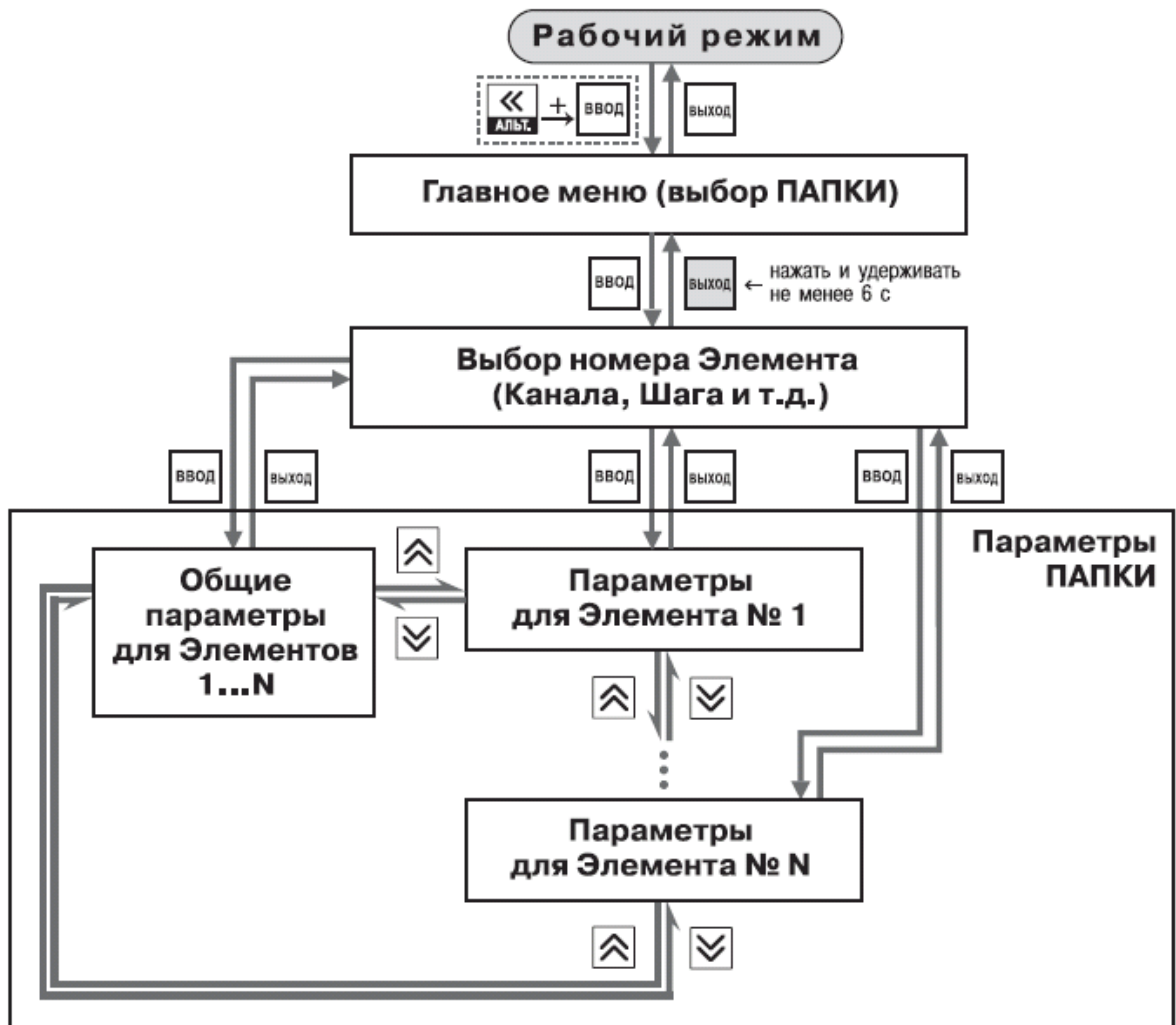 Рабочий режим
АЛЬТ.
+
ВВОД
ВЫХОД
Главное меню (выбор ПАПКИ)
ВВОД
ВЫХОД
← нажать и удерживать
не менее 6 с
Выбор номера Элемента
(Канала, Шага и т.д.)
ВВОД
ВЫХОД
ВВОД
ВЫХОД
ВВОД
ВЫХОД
Параметры
ПАПКИ
Общие
параметры
для Элементов
1...N
Параметры
для Элемента № 1
Параметры
для Элемента № N